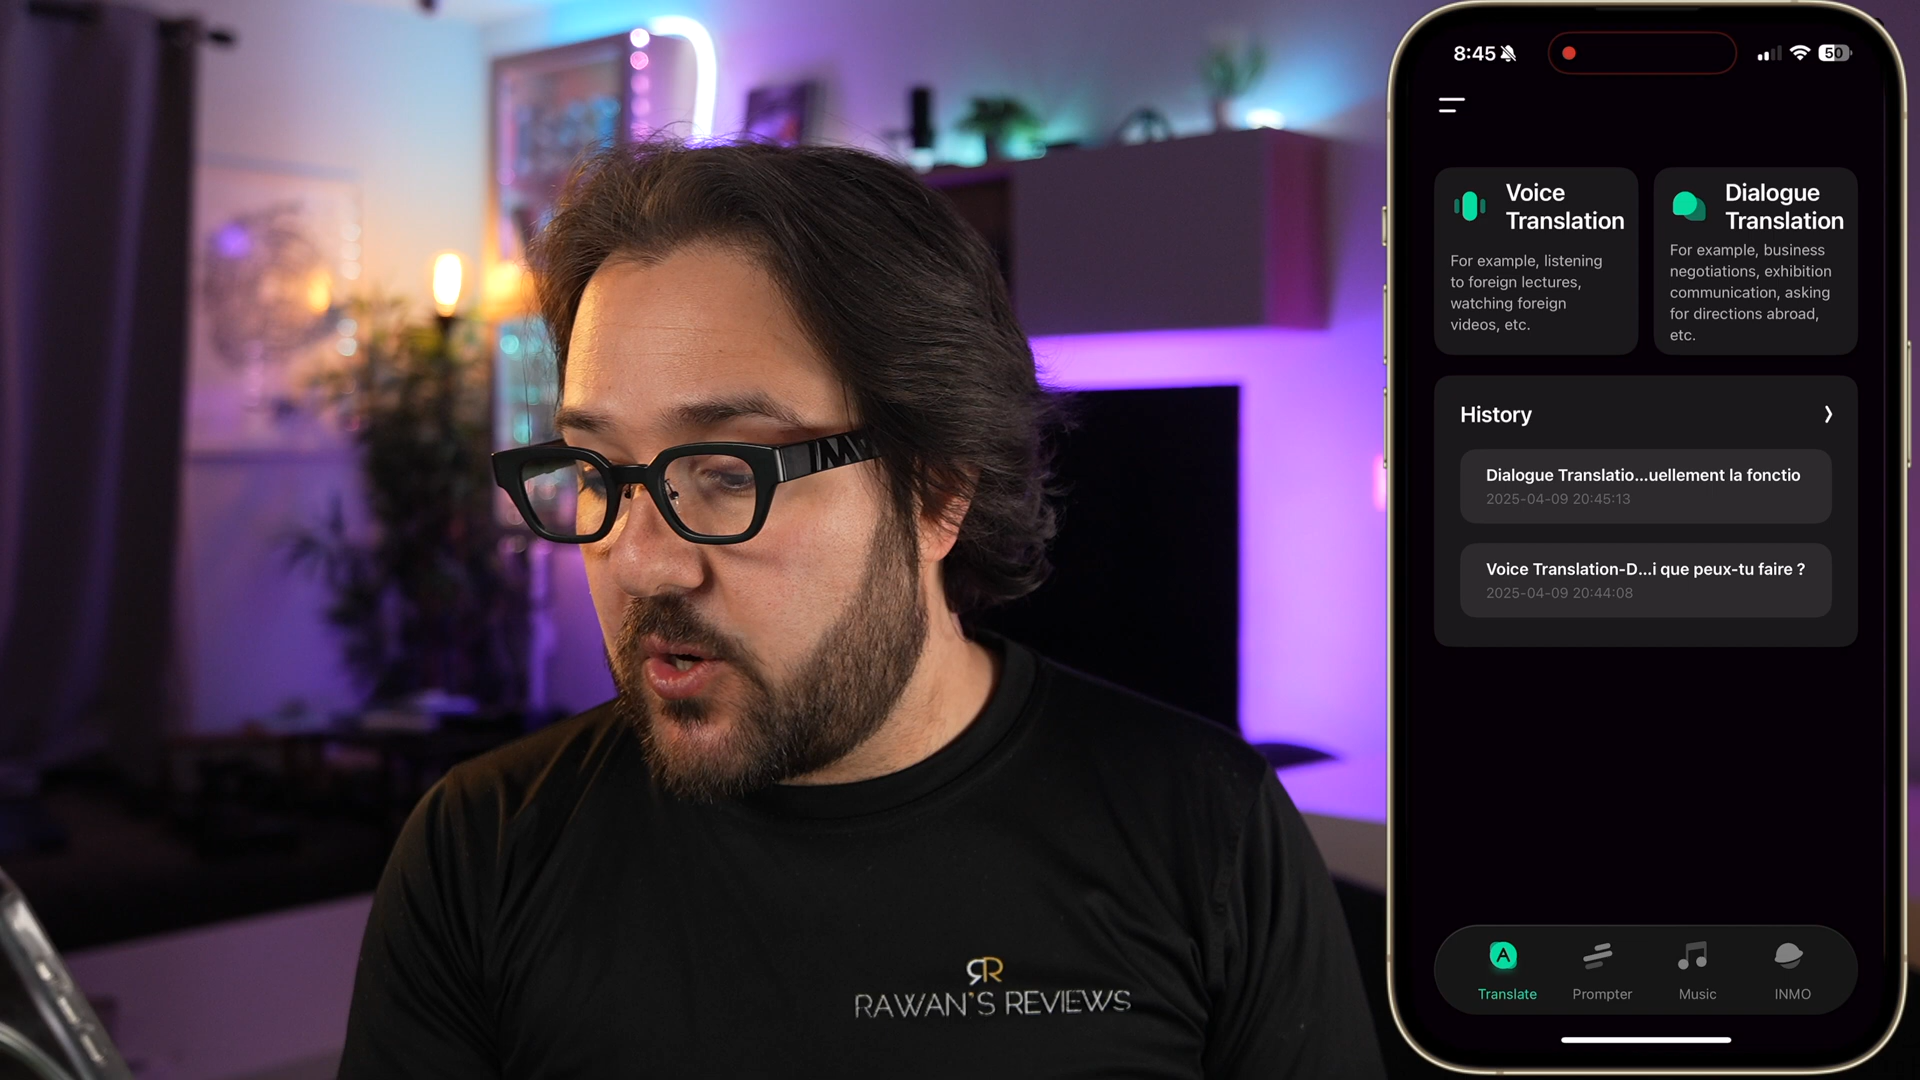 8:45
50
Voice
Translation
For example, listening
to foreign lectures,
watching foreign
videos, etc.
Dialogue
Translation
For example, business
negotiations, exhibition
communication, asking
for directions abroad,
etc.
History
Dialogue Translatio...uellement la fonctio
2025-04-09 20:45:13
Voice Translation-D...i que peux-tu faire ?
2025-04-09 20:44:08
A
Translate
Prompter
Music
INMO
RR
RAWAN'S REVIEWS